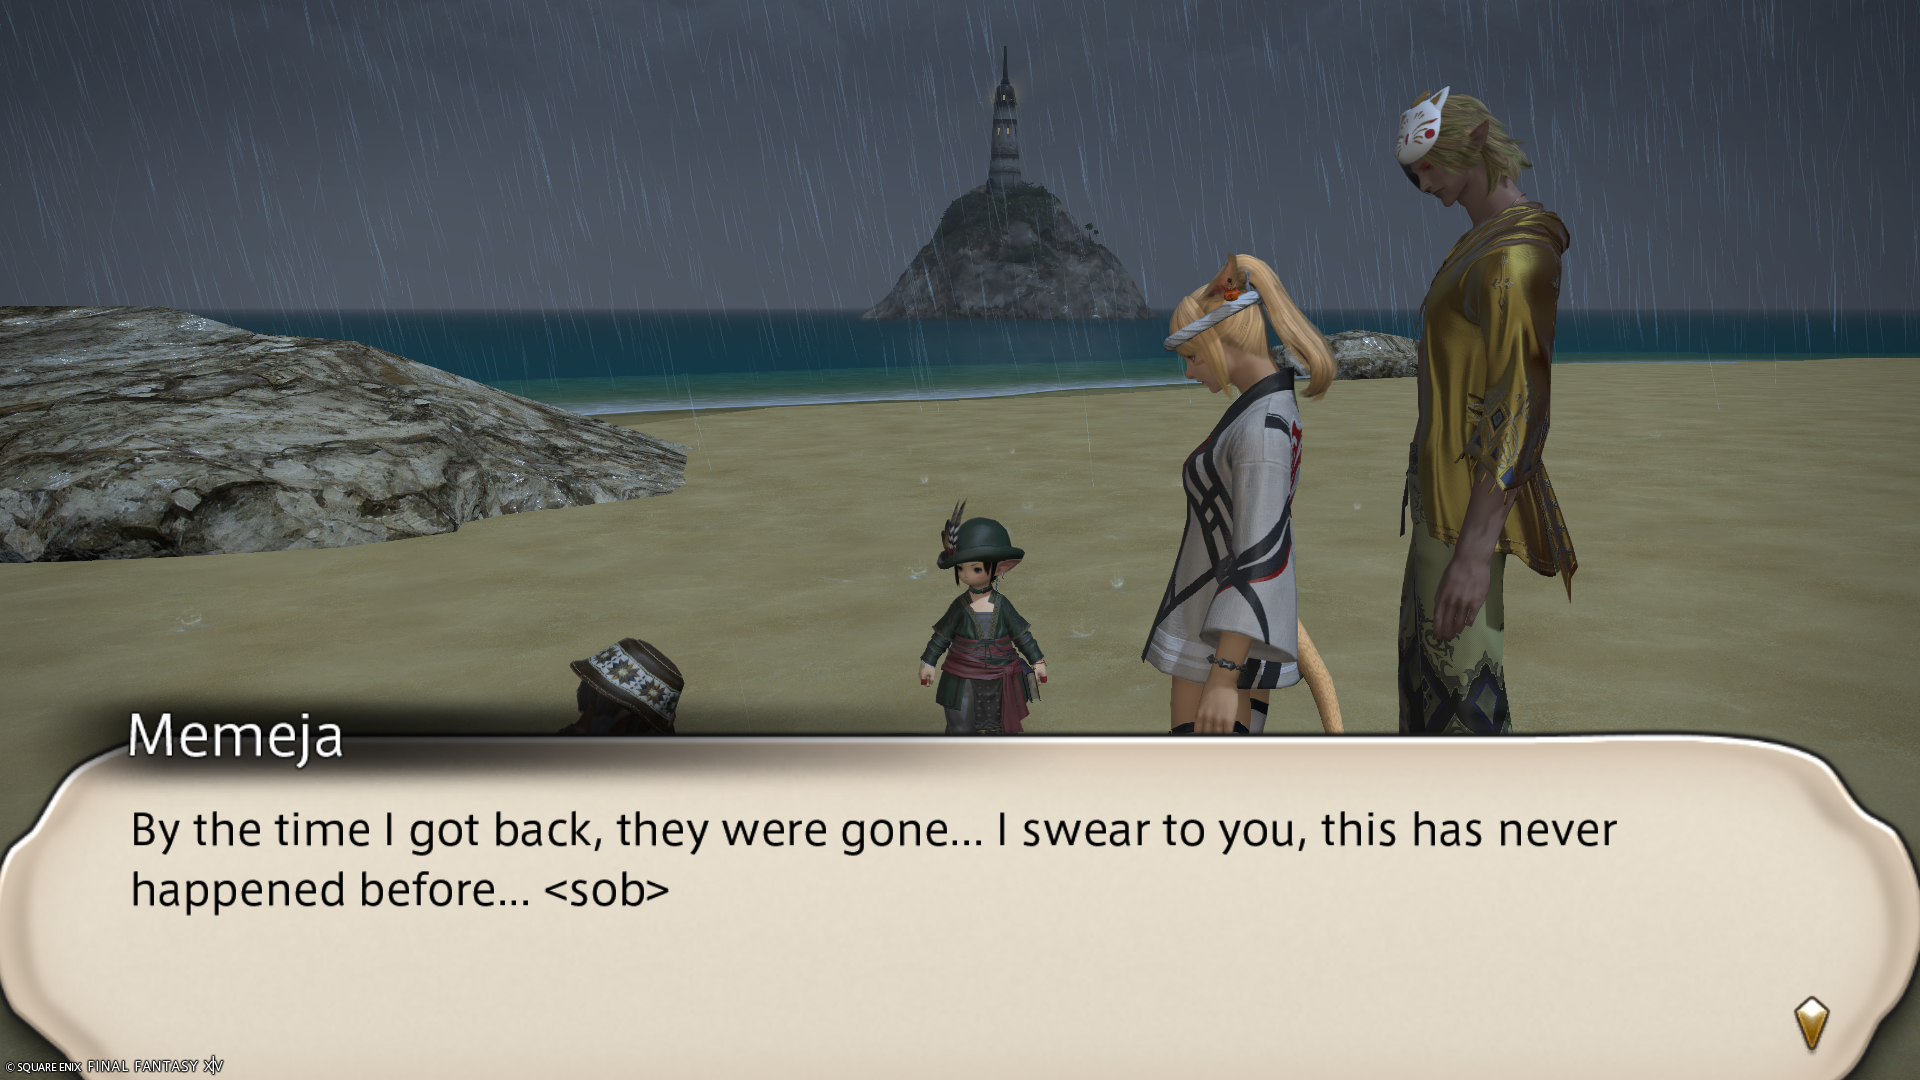 Memeja
By the time I got back, they were gone... I swear to you, this has never
happened before... <sob>
© SQUARE ENIX FINAL FANTASY XIV